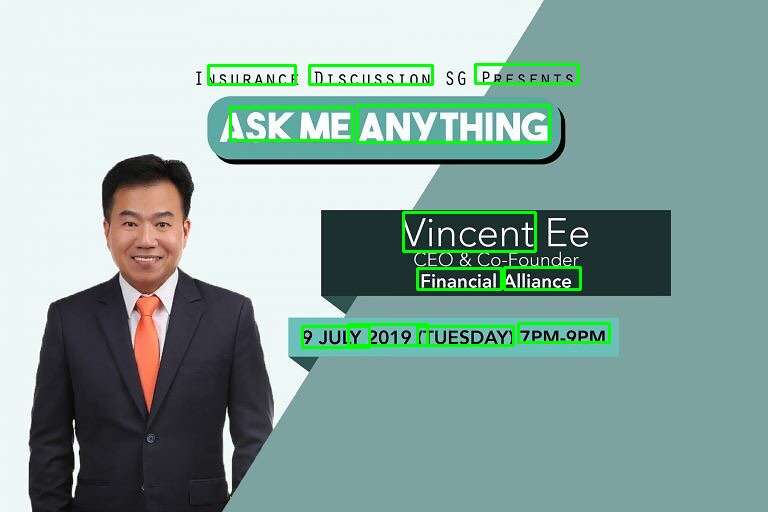 Insurance Discussion SG Presents
ASK ME ANYTHING
Vincent Ee
CEO & Co-Founder
Financial Alliance
9 JULY 2019 (TUESDAY) 7PM-9PM